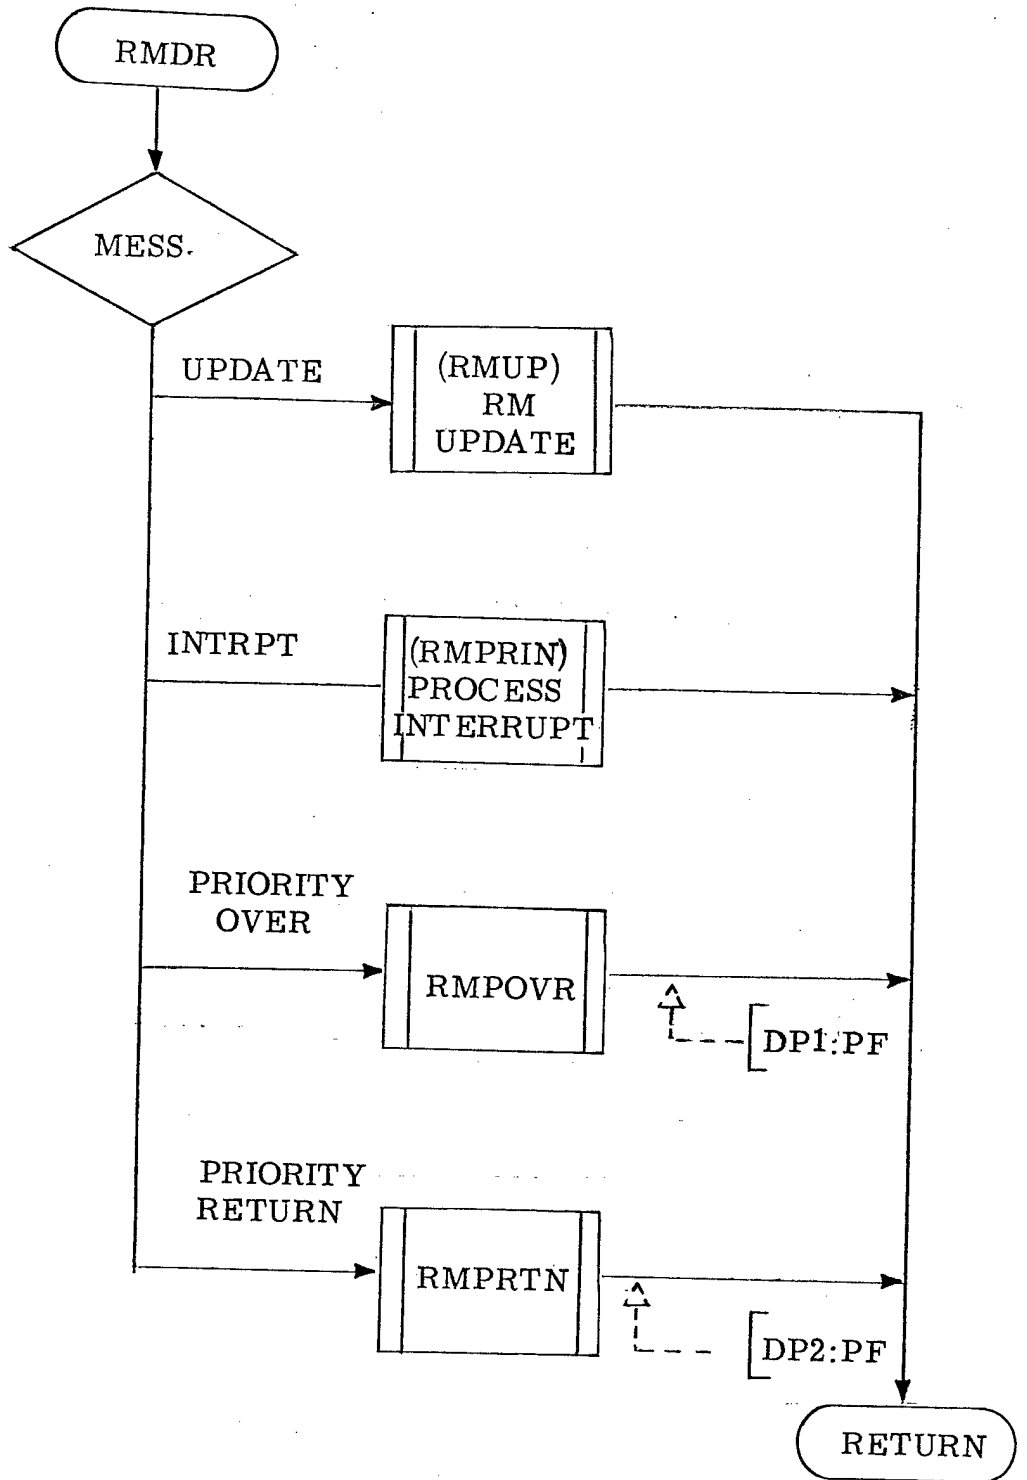 RMDR
MESS.
UPDATE
(RMUP)
RM
UPDATE
INTRPT
(RMPRIN)
PROCESS
INTERRUPT
PRIORITY
OVER
RMPOVR
DP1:PF
PRIORITY
RETURN
RMPRTN
DP2:PF
RETURN